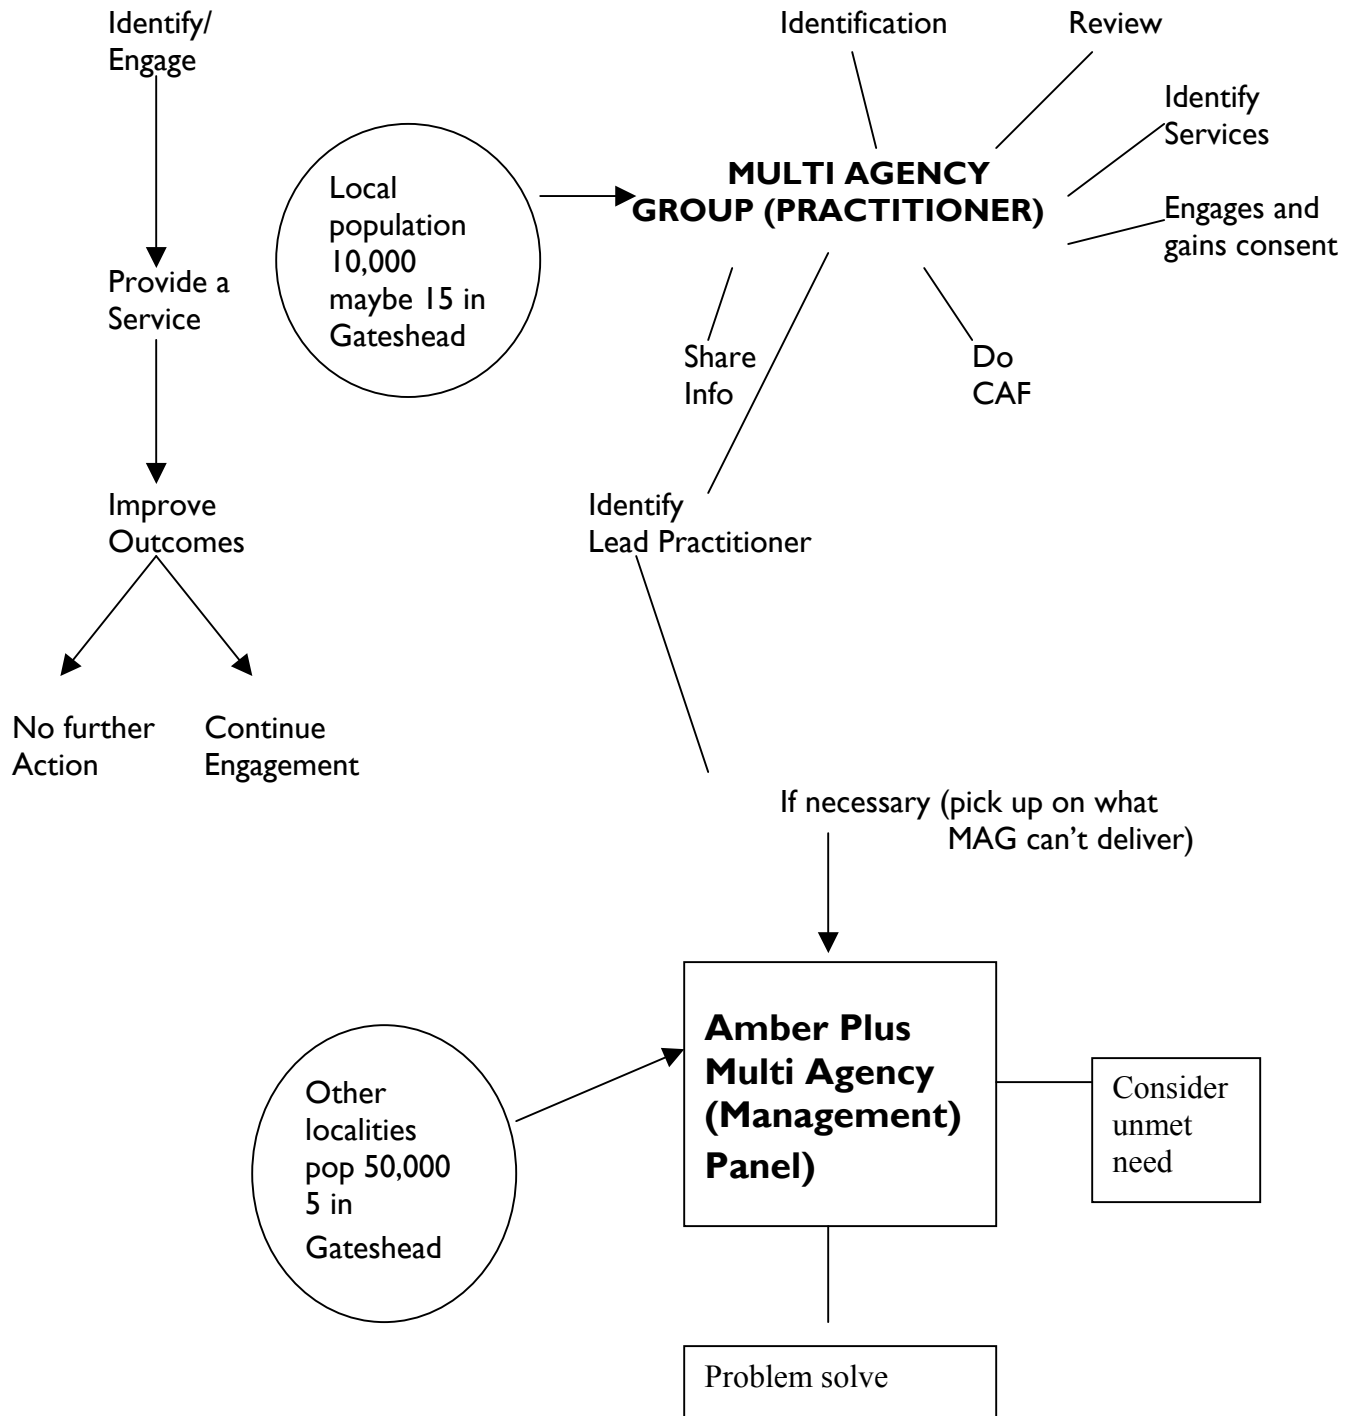 Identify/
Engage
Provide a
Service
Improve
Outcomes
No further
Action
Continue
Engagement
Local
population
10,000
maybe 15 in
Gateshead
Identification
Review
Identify
Services
MULTI AGENCY
GROUP (PRACTITIONER)
Engages and
gains consent
Share
Info
Do
CAF
Identify
Lead Practitioner
If necessary (pick up on what
MAG can’t deliver)
Other
localities
pop 50,000
5 in
Gateshead
Amber Plus
Multi Agency
(Management)
Panel)
Consider
unmet
need
Problem solve